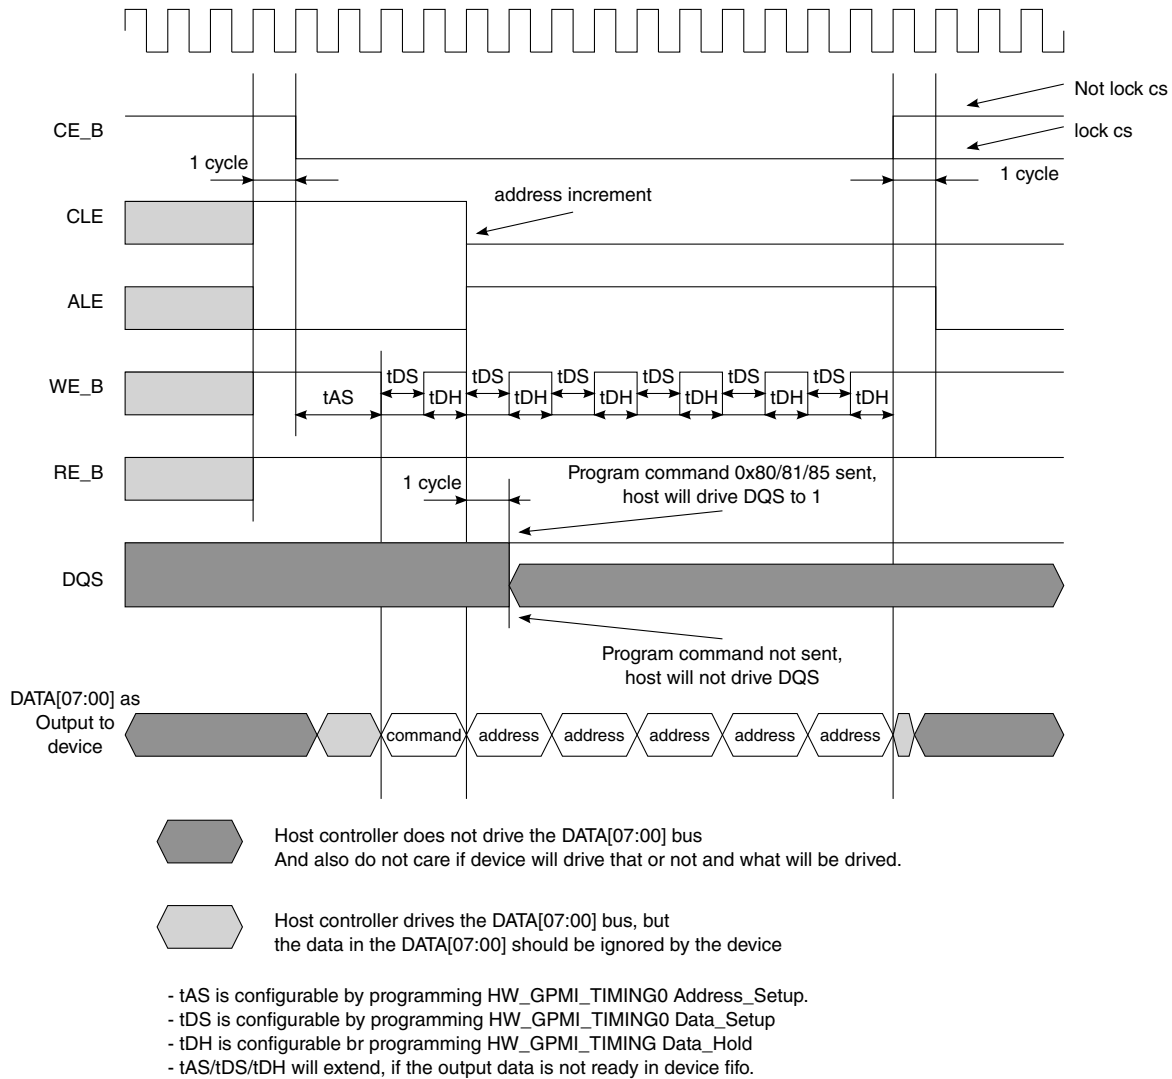 Not lock cs
CE_B
lock cs
1 cycle
1 cycle
address increment
CLE
ALE
tDS tDS tDS tDS tDS tDS
WE_B
tAS tDH tDH tDH tDH tDH tDH
RE_B
1 cycle
Program command 0x80/81/85 sent,
host will drive DQS to 1
DQS
Program command not sent,
host will not drive DQS
DATA[07:00] as
Output to
device
command address address address address address
Host controller does not drive the DATA[07:00] bus
And also do not care if device will drive that or not and what will be drived.
Host controller drives the DATA[07:00] bus, but
the data in the DATA[07:00] should be ignored by the device
- tAS is configurable by programming HW_GPMI_TIMING0 Address_Setup.
- tDS is configurable by programming HW_GPMI_TIMING0 Data_Setup
- tDH is configurable br programming HW_GPMI_TIMING Data_Hold
- tAS/tDS/tDH will extend, if the output data is not ready in device fifo.